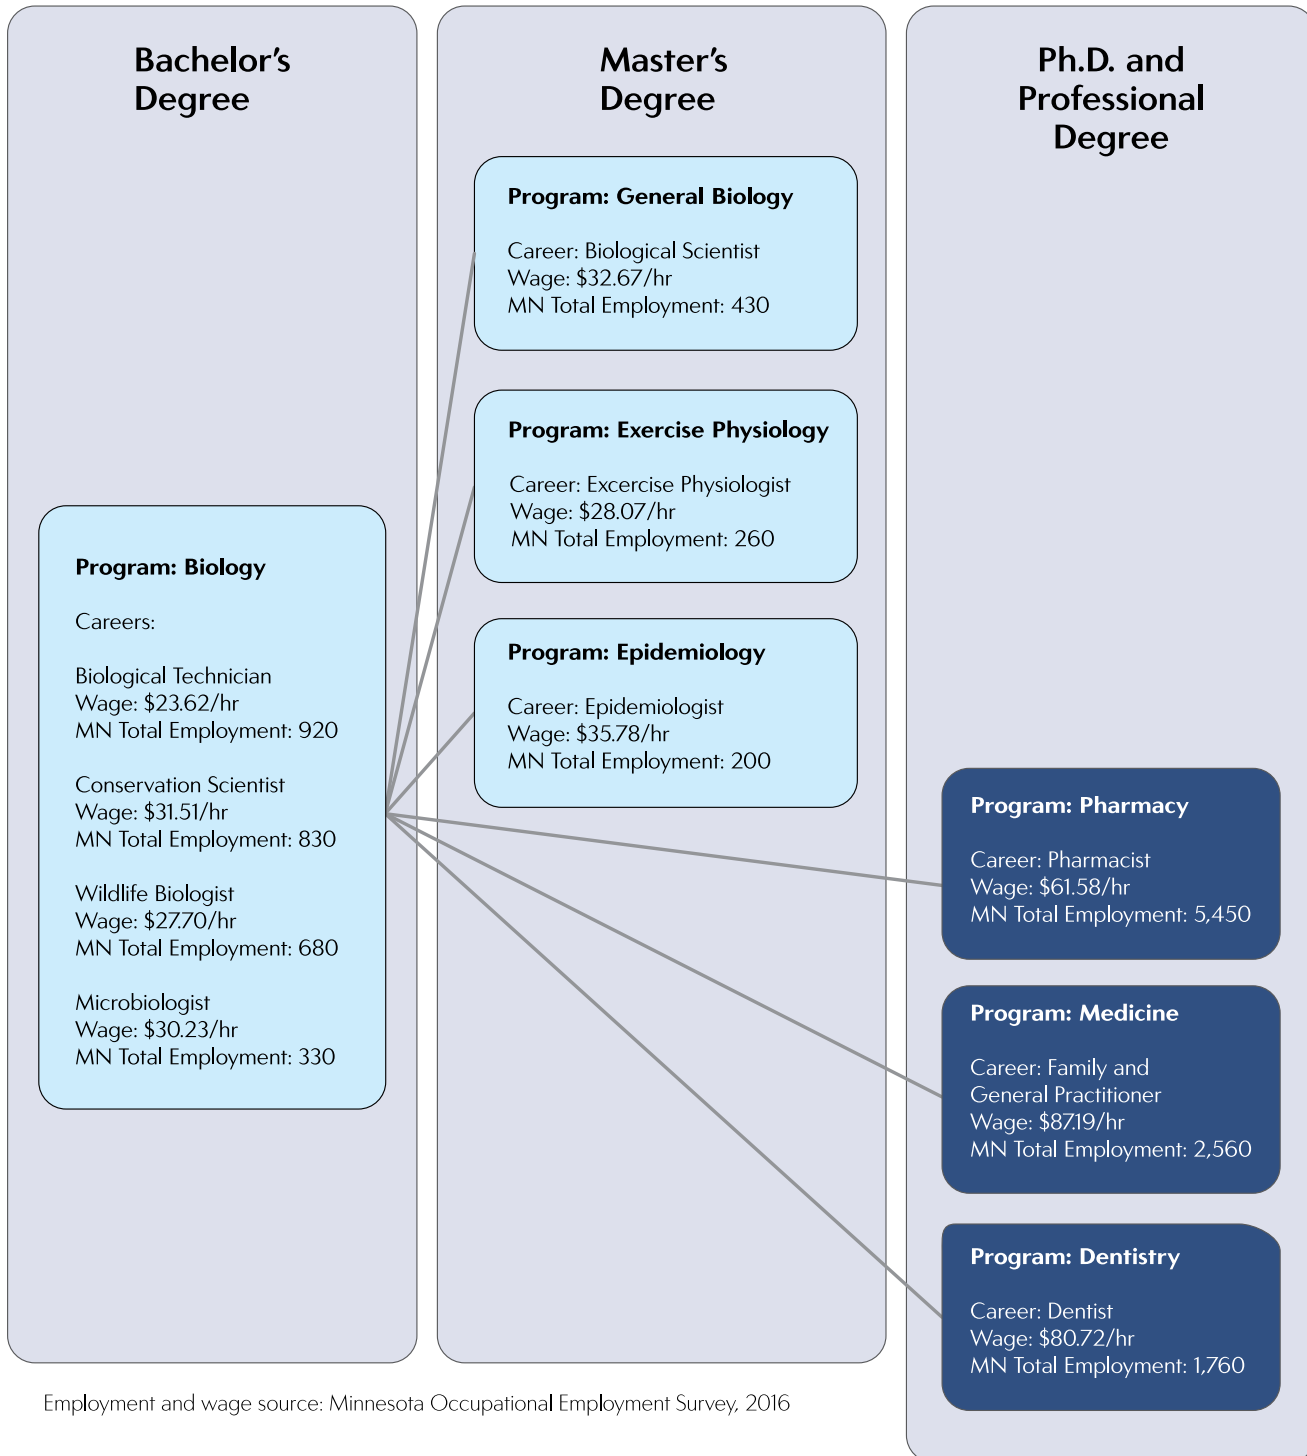 Bachelor's
Degree
Program: Biology
Careers:
Biological Technician
Wage: $23.62/hr
MN Total Employment: 920
Conservation Scientist
Wage: $31.51/hr
MN Total Employment: 830
Wildlife Biologist
Wage: $27.70/hr
MN Total Employment: 680
Microbiologist
Wage: $30.23/hr
MN Total Employment: 330
Master's
Degree
Program: General Biology
Career: Biological Scientist
Wage: $32.67/hr
MN Total Employment: 430
Program: Exercise Physiology
Career: Excercise Physiologist
Wage: $28.07/hr
MN Total Employment: 260
Program: Epidemiology
Career: Epidemiologist
Wage: $35.78/hr
MN Total Employment: 200
Ph.D. and
Professional
Degree
Program: Pharmacy
Career: Pharmacist
Wage: $61.58/hr
MN Total Employment: 5,450
Program: Medicine
Career: Family and
General Practitioner
Wage: $87.19/hr
MN Total Employment: 2,560
Program: Dentistry
Career: Dentist
Wage: $80.72/hr
MN Total Employment: 1,760
Employment and wage source: Minnesota Occupational Employment Survey, 2016